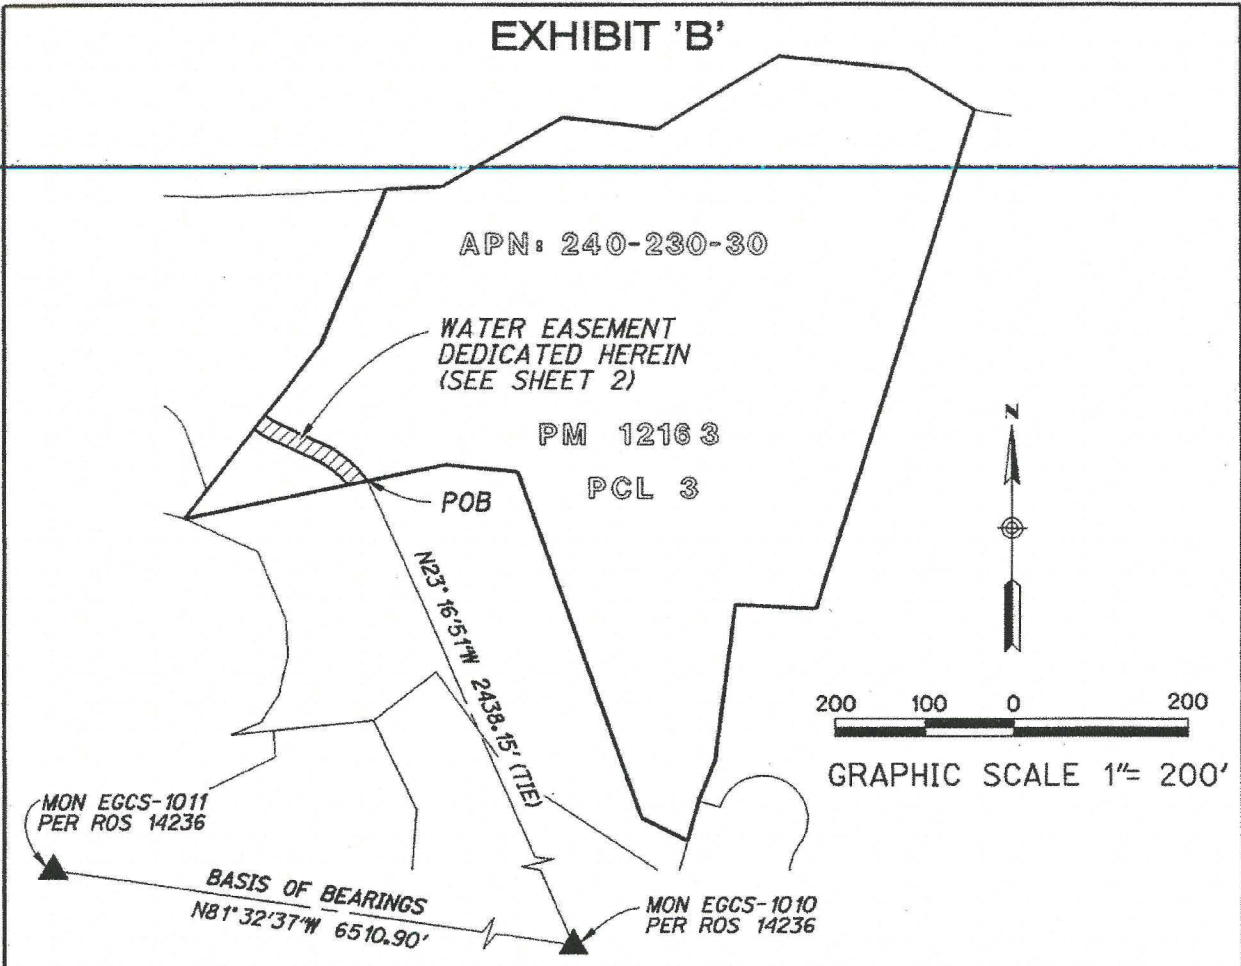 EXHIBIT 'B'
APN: 240-230-30
WATER EASEMENT
DEDICATED HEREIN
(SEE SHEET 2)
PM 12163
PCL 3
POB
N
N23°16'51"W 2438.15' (TIE)
200 100 0 200
GRAPHIC SCALE 1"= 200'
MON EGCS-1011
PER ROS 14236
BASIS OF BEARINGS
N81°32'37"W 6510.90'
MON EGCS-1010
PER ROS 14236